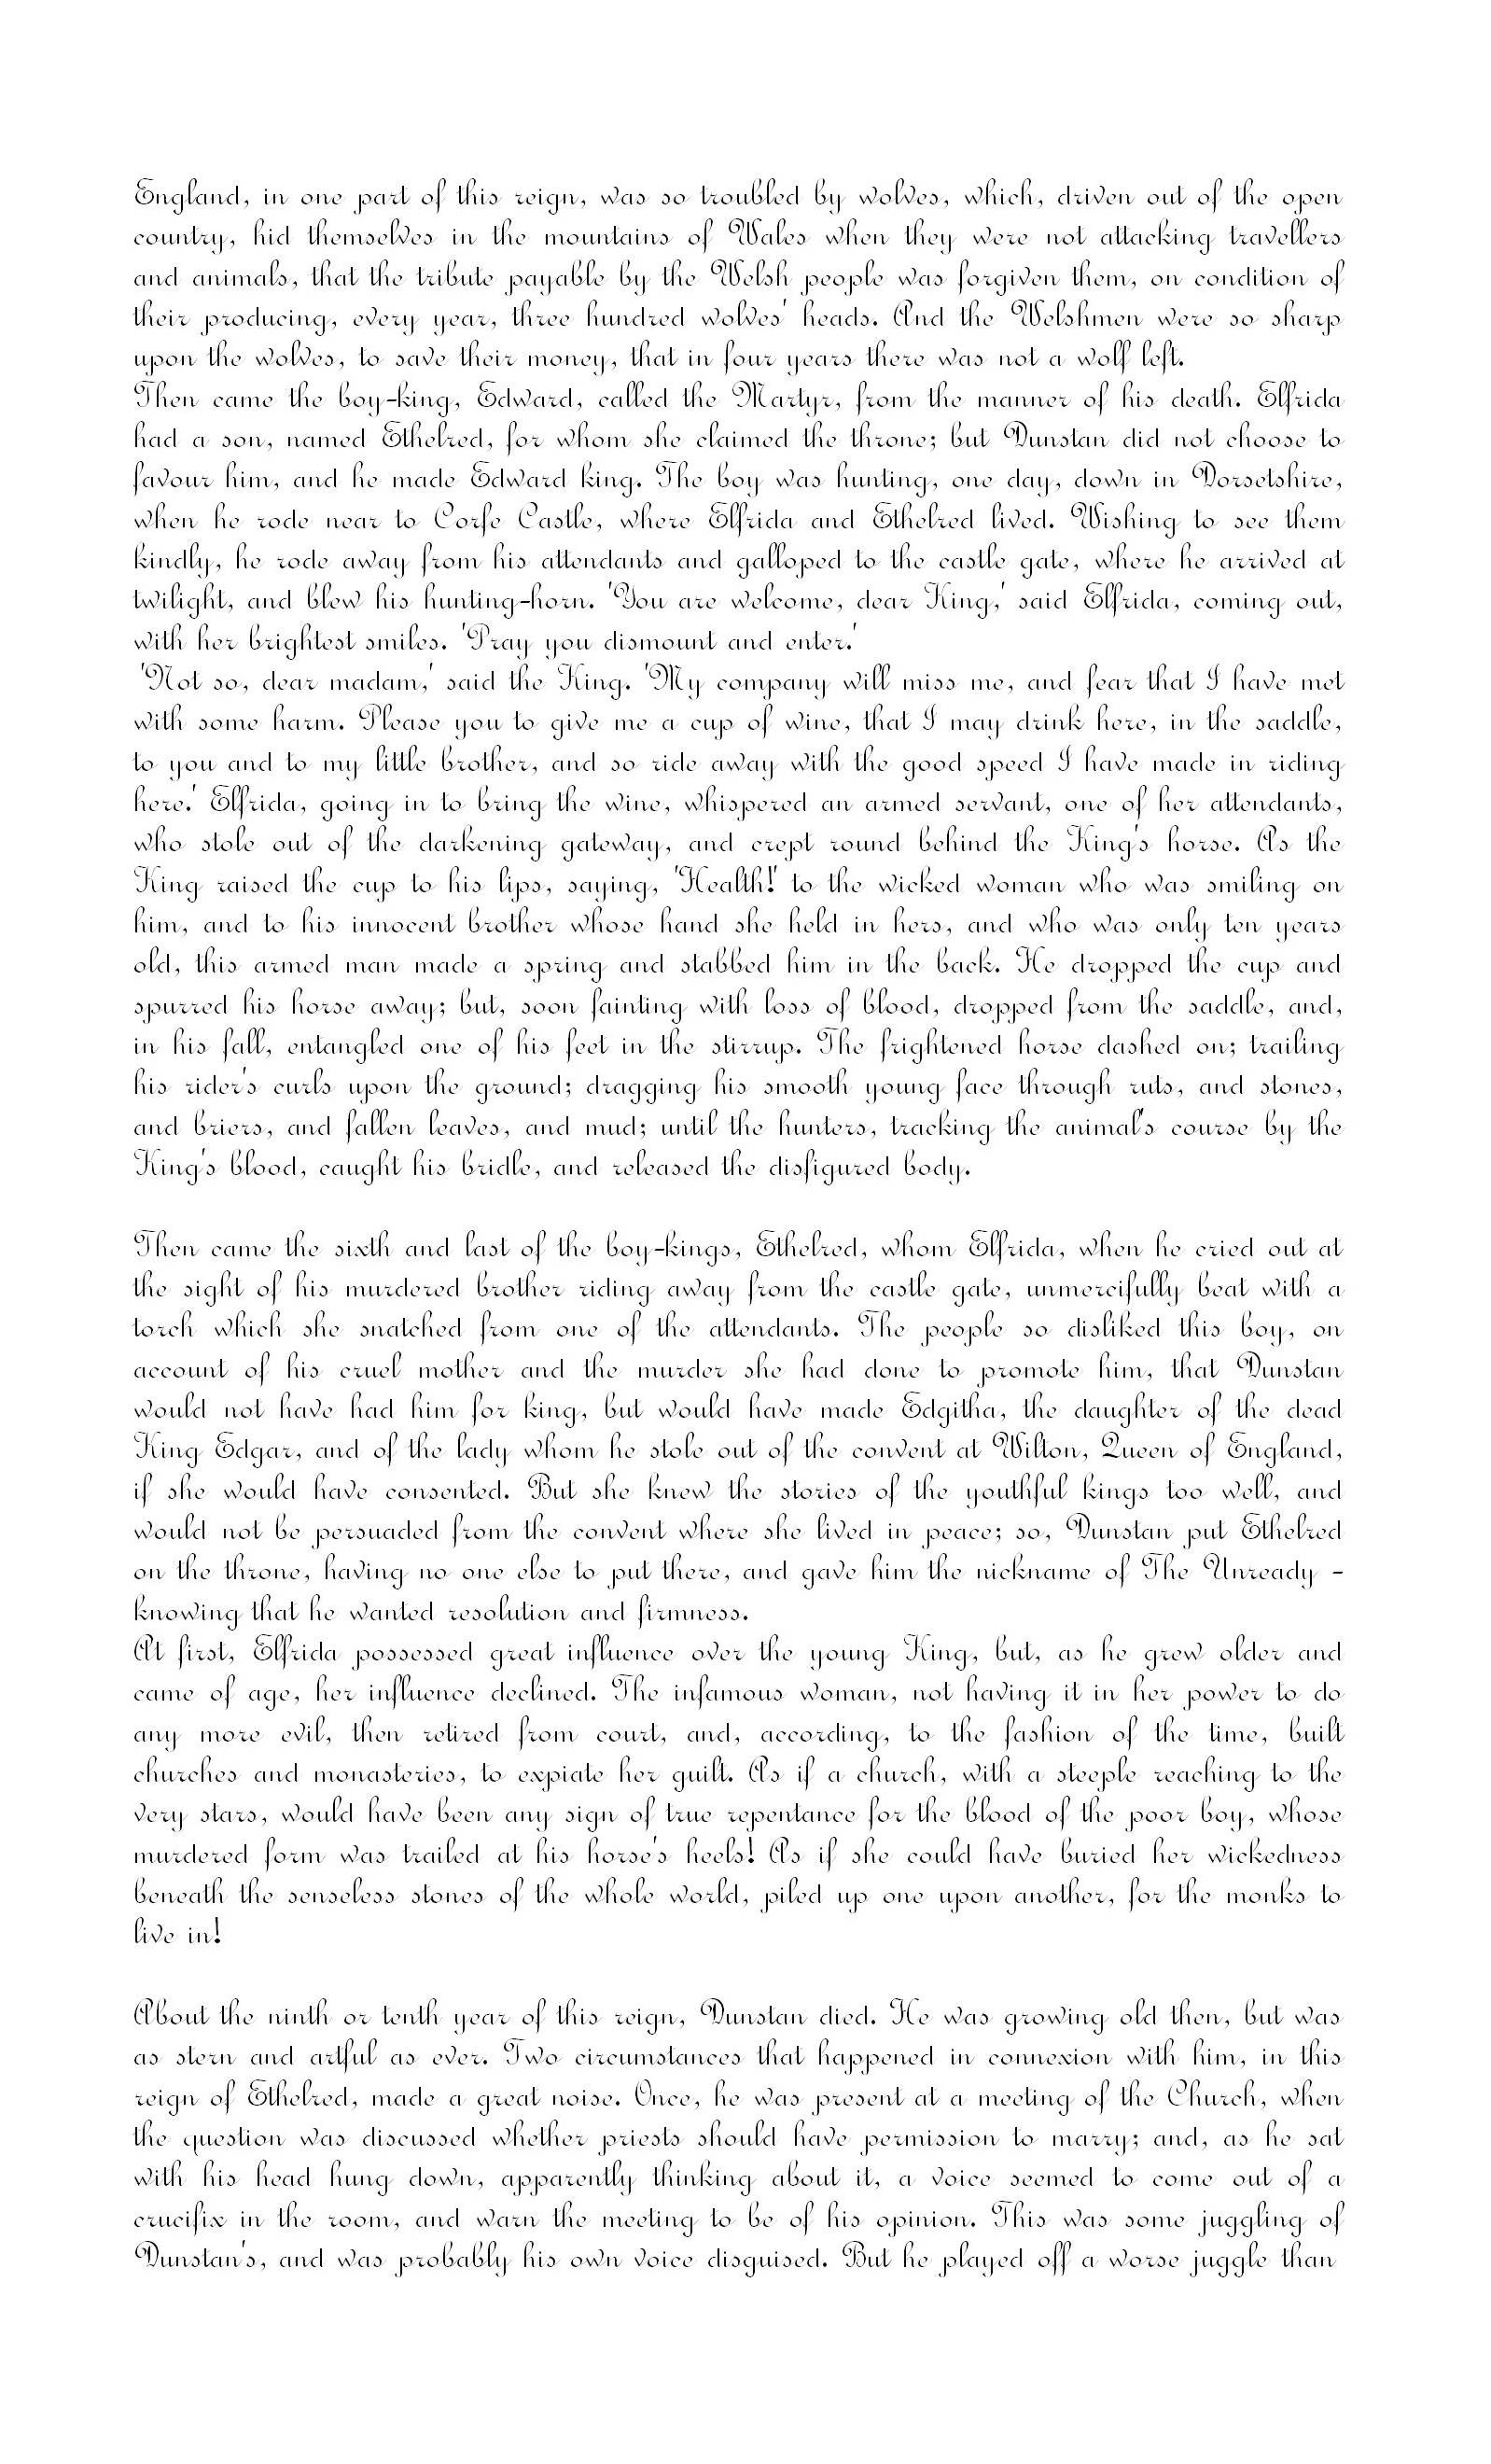 England, in one part of this reign, was so troubled by wolves, which, driven out of the open
country, hid themselves in the mountains of Wales when they were not attacking travellers
and animals, that the tribute payable by the Welsh people was forgiven them, on condition of
their producing, every year, three hundred wolves' heads. And the Welshmen were so sharp
upon the wolves, to save their money, that in four years there was not a wolf left.
Then came the boy-king, Edward, called the Martyr, from the manner of his death. Elfrida
had a son, named Ethelred, for whom she claimed the throne; but Dunstan did not choose to
favour him, and he made Edward king. The boy was hunting, one day, down in Dorsetshire,
when he rode near to Corfe Castle, where Elfrida and Ethelred lived. Wishing to see them
kindly, he rode away from his attendants and galloped to the castle gate, where he arrived at
twilight, and blew his hunting-horn. 'You are welcome, dear King,' said Elfrida, coming out,
with her brightest smiles. 'Pray you dismount and enter.'
'Not so, dear madam,' said the King. 'My company will miss me, and fear that I have met
with some harm. Please you to give me a cup of wine, that I may drink here, in the saddle,
to you and to my little brother, and so ride away with the good speed I have made in riding
here.' Elfrida, going in to bring the wine, whispered an armed servant, one of her attendants,
who stole out of the darkening gateway, and crept round behind the King's horse. As the
King raised the cup to his lips, saying, 'Health!' to the wicked woman who was smiling on
him, and to his innocent brother whose hand she held in hers, and who was only ten years
old, this armed man made a spring and stabbed him in the back. He dropped the cup and
spurred his horse away; but, soon fainting with loss of blood, dropped from the saddle, and,
in his fall, entangled one of his feet in the stirrup. The frightened horse dashed on; trailing
his rider's curls upon the ground; dragging his smooth young face through ruts, and stones,
and briers, and fallen leaves, and mud; until the hunters, tracking the animal's course by the
King's blood, caught his bridle, and released the disfigured body.

Then came the sixth and last of the boy-kings, Ethelred, whom Elfrida, when he cried out at
the sight of his murdered brother riding away from the castle gate, unmercifully beat with a
torch which she snatched from one of the attendants. The people so disliked this boy, on
account of his cruel mother and the murder she had done to promote him, that Dunstan
would not have had him for king, but would have made Edgitha, the daughter of the dead
King Edgar, and of the lady whom he stole out of the convent at Wilton, Queen of England,
if she would have consented. But she knew the stories of the youthful kings too well, and
would not be persuaded from the convent where she lived in peace; so, Dunstan put Ethelred
on the throne, having no one else to put there, and gave him the nickname of The Unready -
knowing that he wanted resolution and firmness.
At first, Elfrida possessed great influence over the young King, but, as he grew older and
came of age, her influence declined. The infamous woman, not having it in her power to do
any more evil, then retired from court, and, according, to the fashion of the time, built
churches and monasteries, to expiate her guilt. As if a church, with a steeple reaching to the
very stars, would have been any sign of true repentance for the blood of the poor boy, whose
murdered form was trailed at his horse's heels! As if she could have buried her wickedness
beneath the senseless stones of the whole world, piled up one upon another, for the monks to
live in!

About the ninth or tenth year of this reign, Dunstan died. He was growing old then, but was
as stern and artful as ever. Two circumstances that happened in connexion with him, in this
reign of Ethelred, made a great noise. Once, he was present at a meeting of the Church, when
the question was discussed whether priests should have permission to marry; and, as he sat
with his head hung down, apparently thinking about it, a voice seemed to come out of a
crucifix in the room, and warn the meeting to be of his opinion. This was some juggling of
Dunstan's, and was probably his own voice disguised. But he played off a worse juggle than